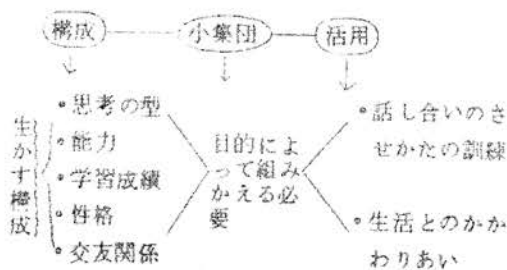 構成
小集団
活用
生かす構成
•思考の型
•能力
•学習成績
•性格
•交友関係
目的によ
って組み
かえる必
要
•話し合いのさ
せかたの訓練
•生活とのかか
わりあい